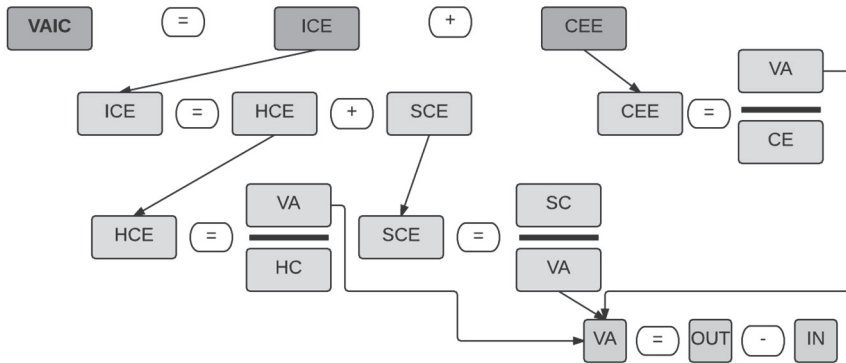 VAIC = ICE + CEE
VA
ICE = HCE + SCE
CEE =
CE
VA
SC
HCE =
SCE =
HC
VA
VA = OUT - IN